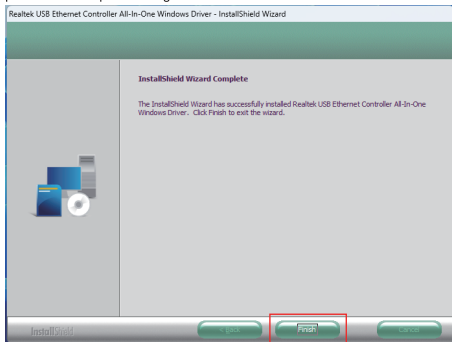 Realtek USB Ethernet Controller All-In-One Windows Driver - InstallShield Wizard
InstallShield Wizard Complete
The InstallShield Wizard has successfully installed Realtek USB Ethernet Controller All-In-One
Windows Driver. Click Finish to exit the wizard.
InstallShield
< Back
Finish
Cancel